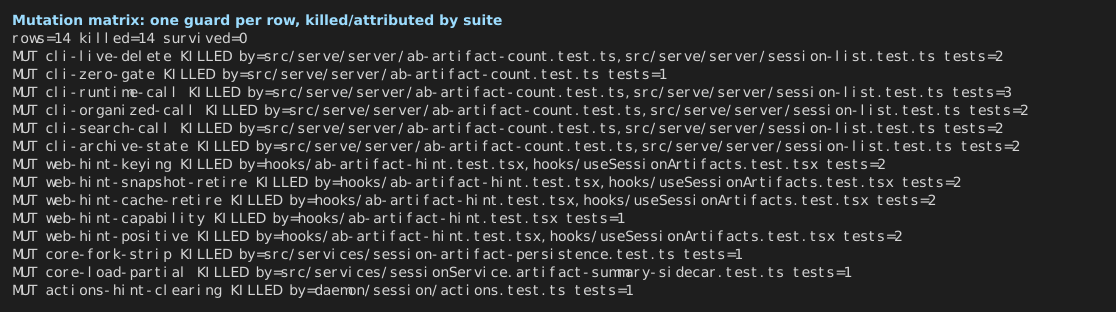 Mutation matrix: one guard per row, killed/attributed by suite
rows=14 killed=14 survived=0
MUT cli-live-delete KILLED by=src/serve/server/ab-artifact-count.test.ts,src/serve/server/session-list.test.ts tests=2
MUT cli-zero-gate KILLED by=src/serve/server/ab-artifact-count.test.ts tests=1
MUT cli-runtime-call KILLED by=src/serve/server/ab-artifact-count.test.ts,src/serve/server/session-list.test.ts tests=3
MUT cli-organized-call KILLED by=src/serve/server/ab-artifact-count.test.ts,src/serve/server/session-list.test.ts tests=2
MUT cli-search-call KILLED by=src/serve/server/ab-artifact-count.test.ts,src/serve/server/session-list.test.ts tests=2
MUT cli-archive-state KILLED by=src/serve/server/ab-artifact-count.test.ts,src/serve/server/session-list.test.ts tests=2
MUT web-hint-keying KILLED by=hooks/ab-artifact-hint.test.tsx,hooks/useSessionArtifacts.test.tsx tests=2
MUT web-hint-snapshot-retire KILLED by=hooks/ab-artifact-hint.test.tsx,hooks/useSessionArtifacts.test.tsx tests=2
MUT web-hint-cache-retire KILLED by=hooks/ab-artifact-hint.test.tsx,hooks/useSessionArtifacts.test.tsx tests=2
MUT web-hint-capability KILLED by=hooks/ab-artifact-hint.test.tsx tests=1
MUT web-hint-positive KILLED by=hooks/ab-artifact-hint.test.tsx,hooks/useSessionArtifacts.test.tsx tests=2
MUT core-fork-strip KILLED by=src/services/session-artifact-persistence.test.ts tests=1
MUT core-load-partial KILLED by=src/services/sessionService.artifact-summary-sidecar.test.ts tests=1
MUT actions-hint-clearing KILLED by=daemon/session/actions.test.ts tests=1